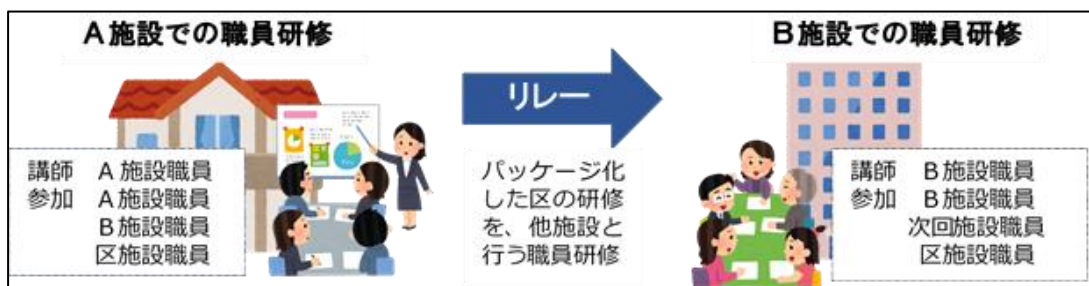 A施設での職員研修
講師 A施設職員
参加 A施設職員
B施設職員
区施設職員
リレー
パッケージ化
した区の研修
を、他施設と
行う職員研修
B施設での職員研修
講師 B施設職員
参加 B施設職員
次回施設職員
区施設職員